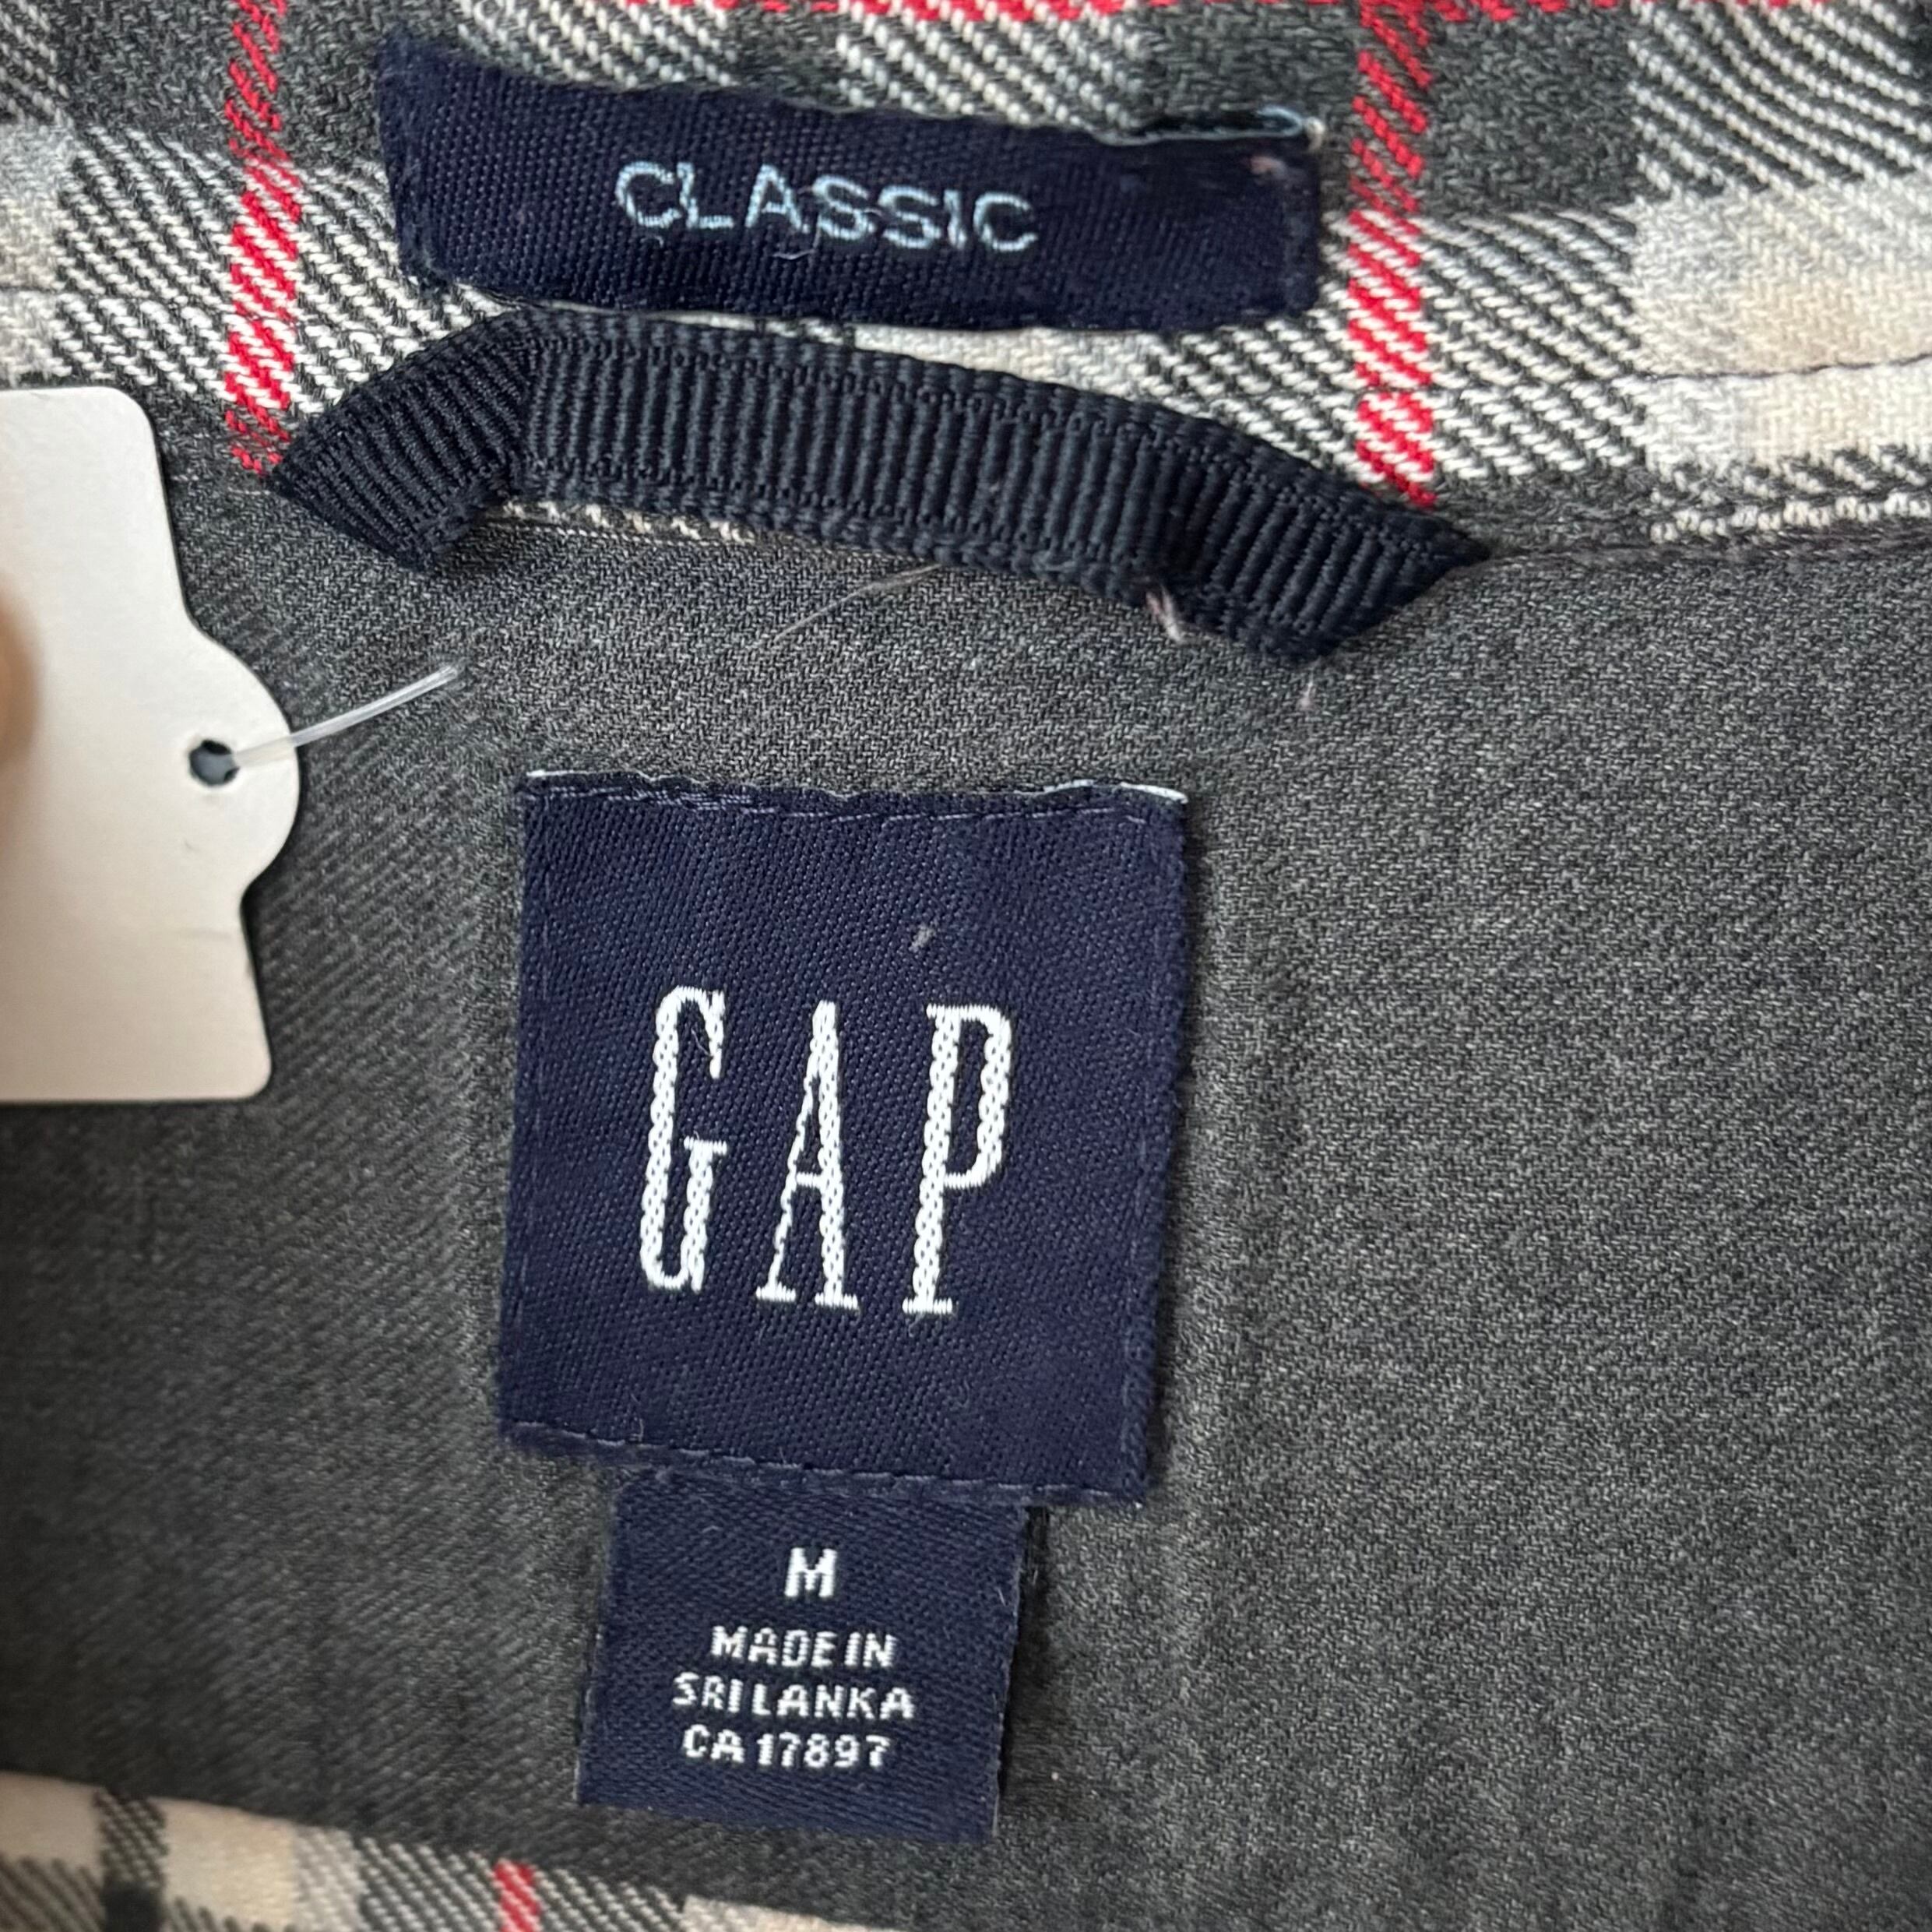 CLASSIC
GAP
M
MADE IN
SRI LANKA
CA 17897